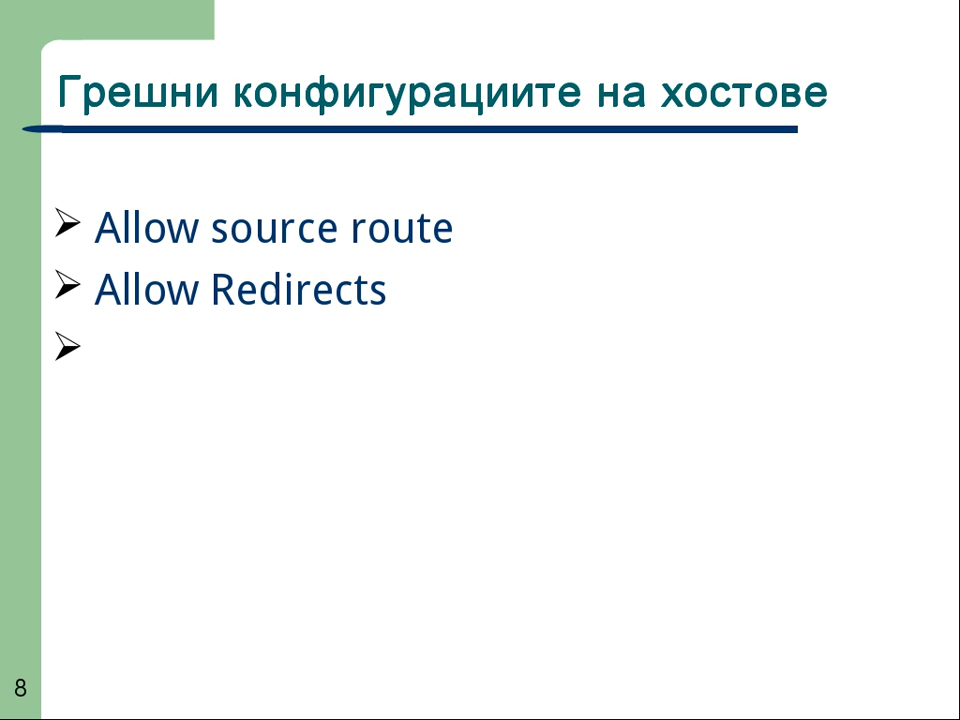 Грешни конфигурациите на хостове
Allow source route
Allow Redirects
8